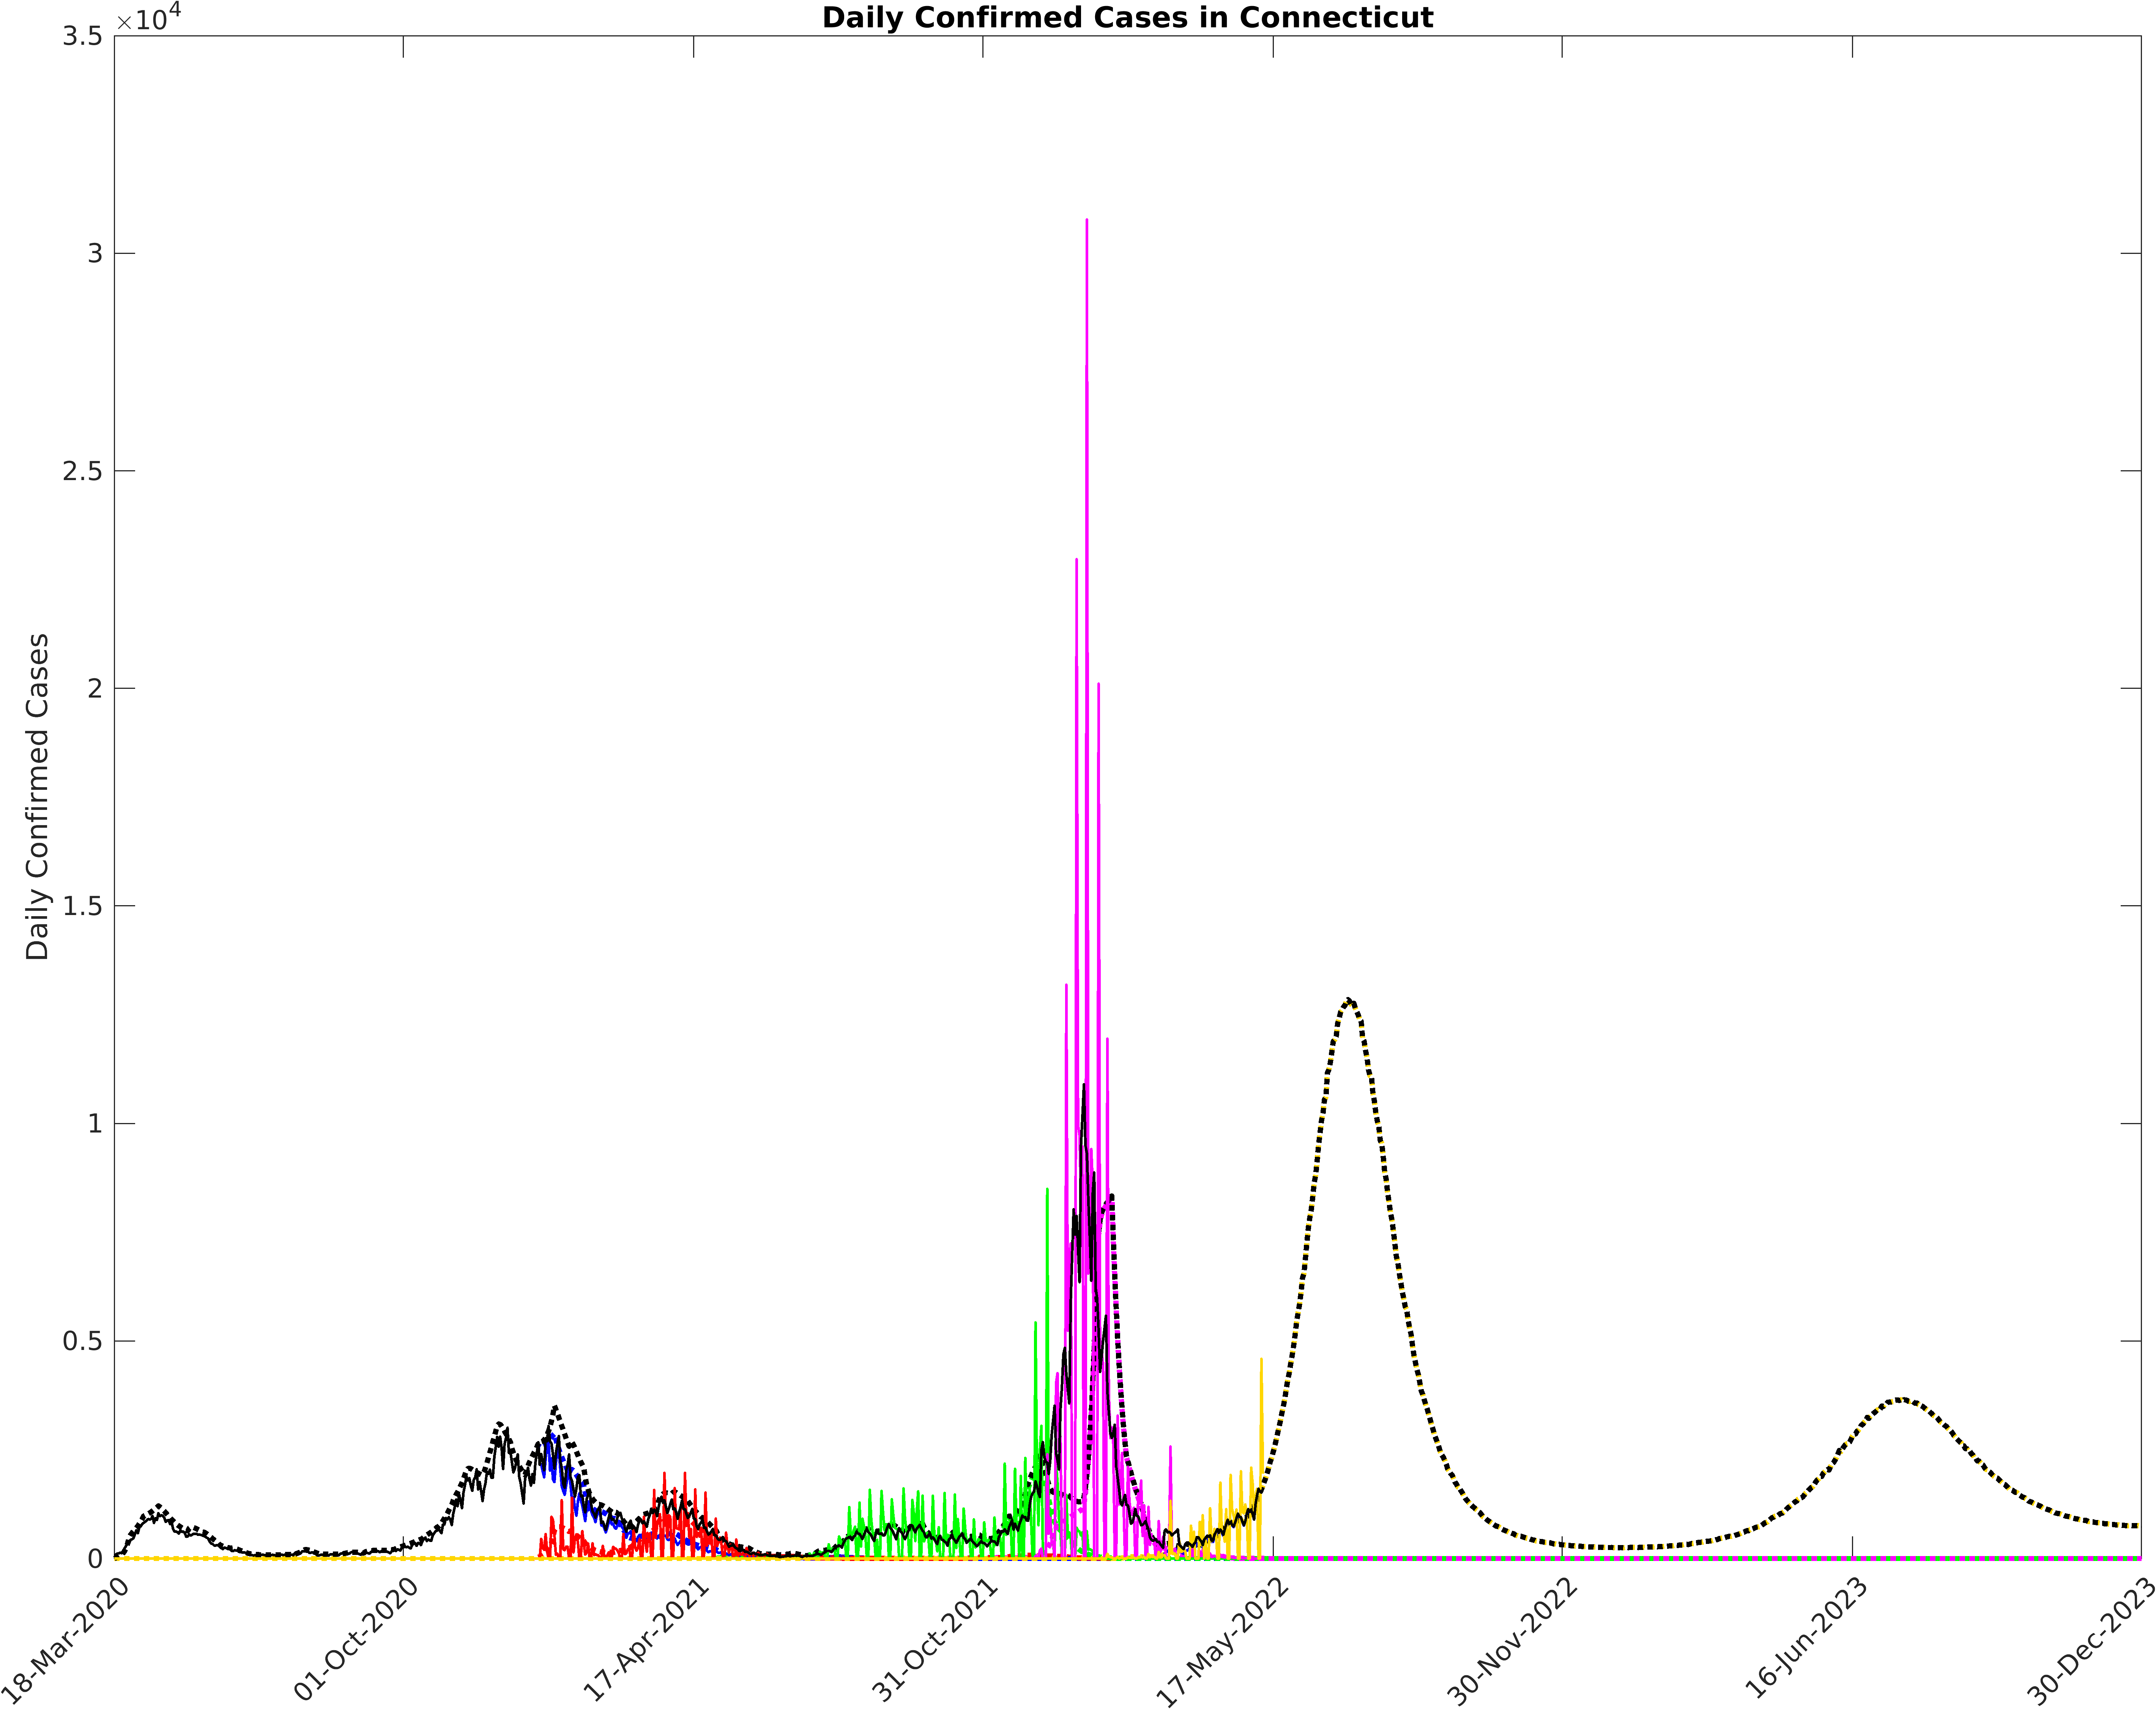 Daily Confirmed Cases in Connecticut
×10^4
3.5
3
2.5
2
1.5
1
0.5
0
Daily Confirmed Cases
18-Mar-2020
01-Oct-2020
17-Apr-2021
31-Oct-2021
17-May-2022
30-Nov-2022
16-Jun-2023
30-Dec-2023